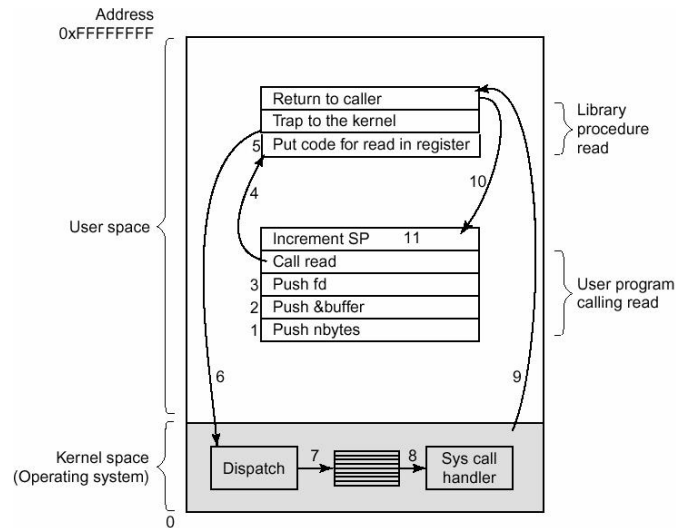 Address
0xFFFFFFFF
Return to caller
Trap to the kernel
5 Put code for read in register
Library
procedure
read
4
10
User space
Increment SP 11
Call read
3 Push fd
2 Push &buffer
1 Push nbytes
User program
calling read
6
9
Kernel space
(Operating system)
Dispatch
7
8
Sys call
handler
0